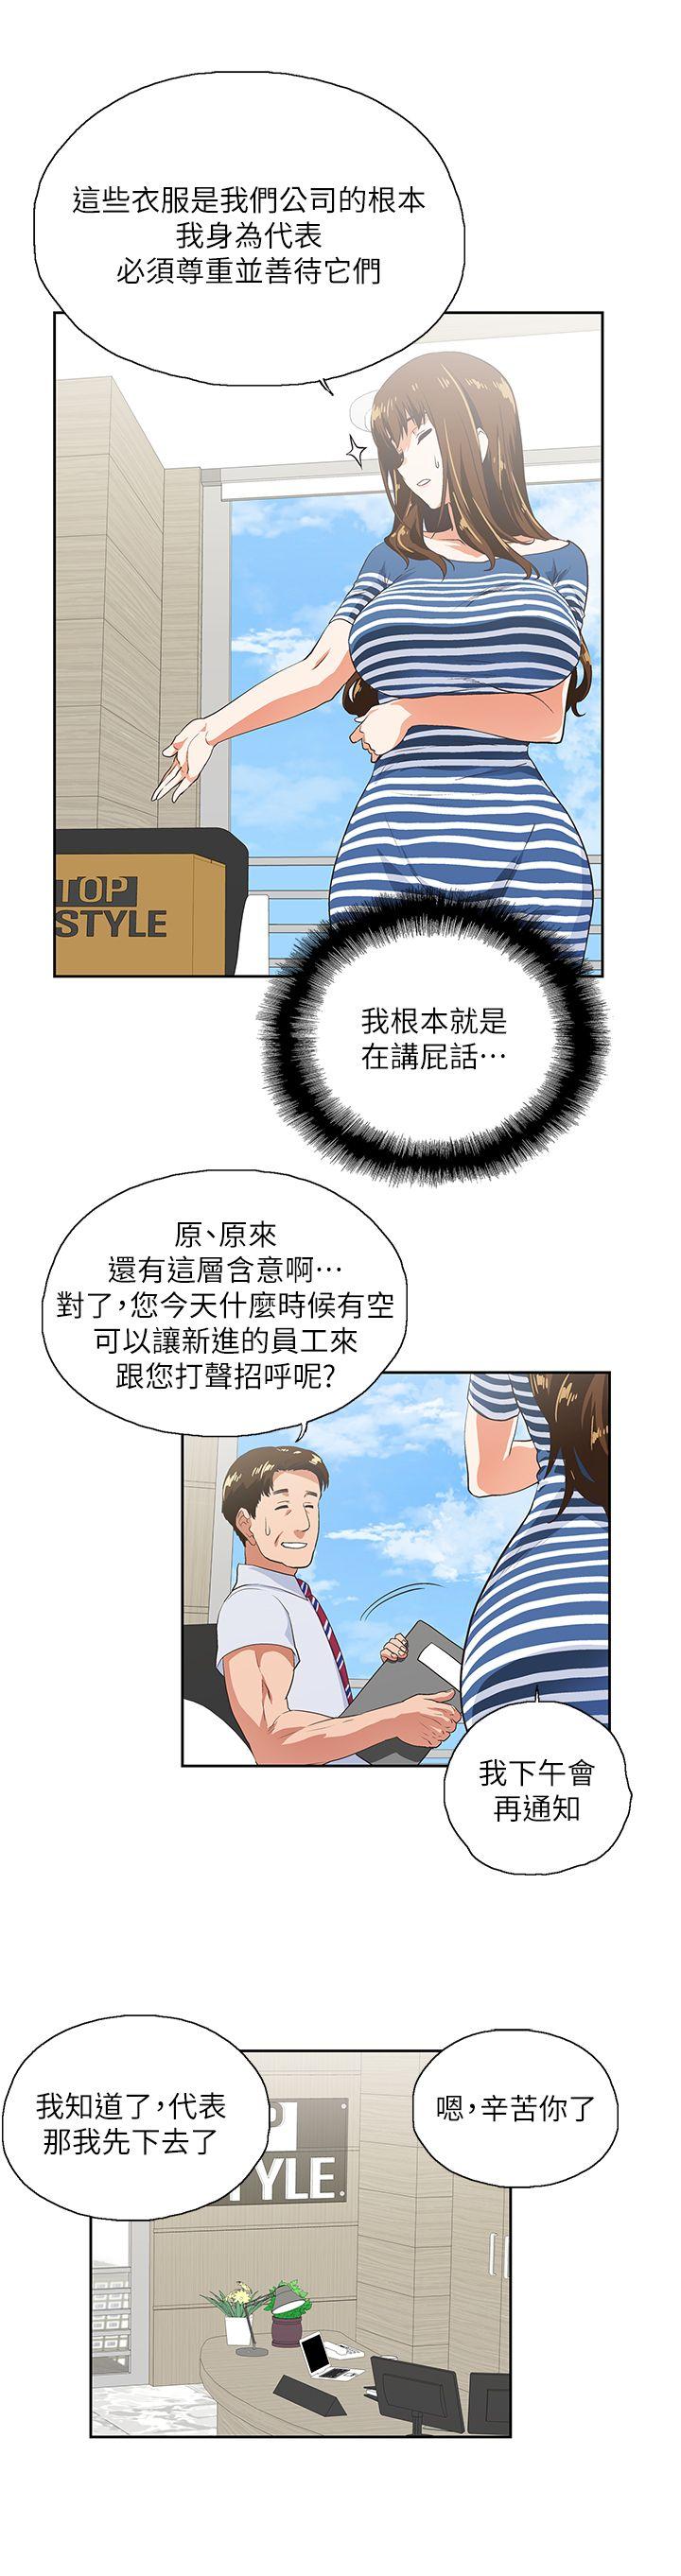 這些衣服是我們公司的根本
我身為代表
必須尊重並善待它們
TOP
STYLE
我根本就是
在講屁話⋯
原、原來
還有這層含意啊⋯
對了,您今天什麼時候有空
可以讓新進的員工來
跟您打聲招呼呢?
我下午會
再通知
我知道了,代表
那我先下去了
嗯,辛苦你了
OP
TYLE.